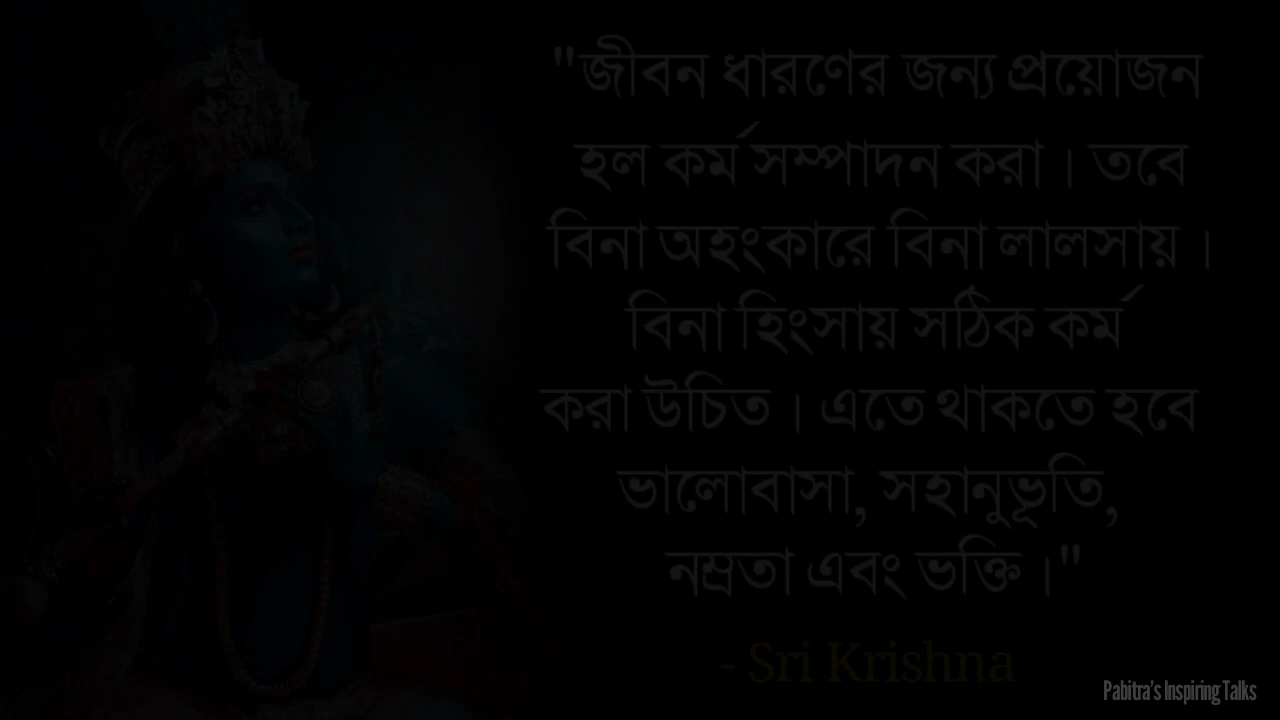 "জীবন ধারণের জন্য প্রয়োজন
হল কর্ম সম্পাদন করা । তবে
বিনা অহংকারে বিনা লালসায় ।
বিনা হিংসায় সঠিক কর্ম
করা উচিত । এতে থাকতে হবে
ভালোবাসা, সহানুভূতি,
নম্রতা এবং ভক্তি ।"
- Sri Krishna
Pabitra's Inspiring Talks